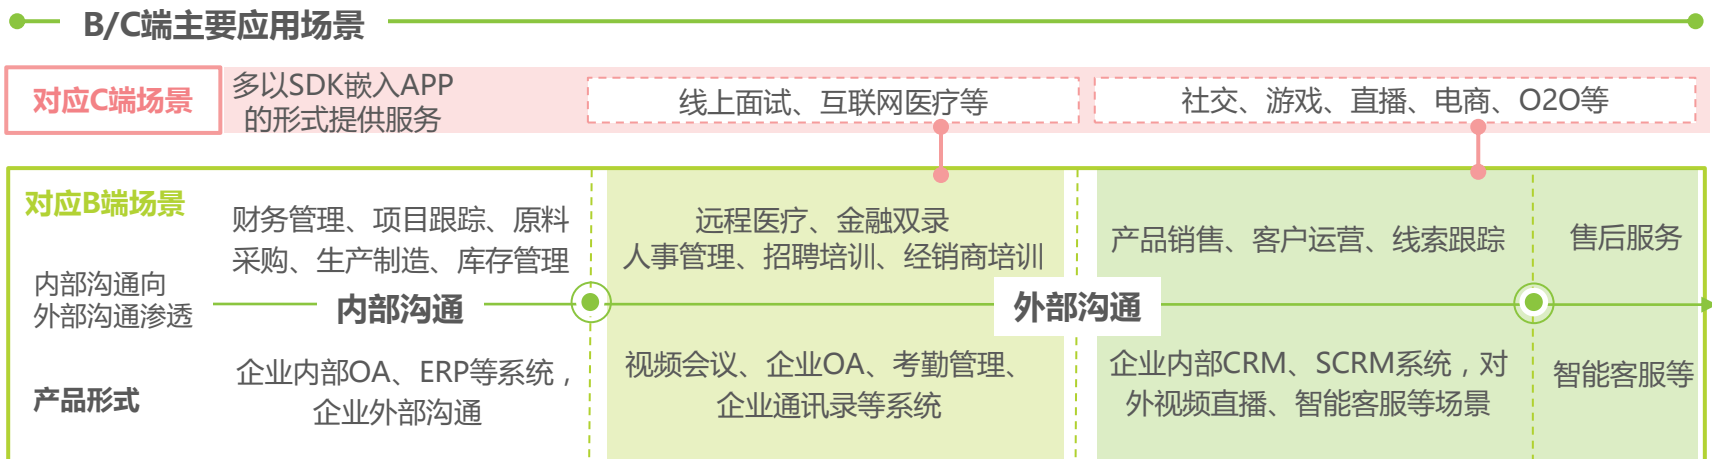 B/C端主要应用场景
对应C端场景
多以SDK嵌入APP
的形式提供服务
线上面试、互联网医疗等
社交、游戏、直播、电商、O2O等
对应B端场景
财务管理、项目跟踪、原料
采购、生产制造、库存管理
远程医疗、金融双录
人事管理、招聘培训、经销商培训
产品销售、客户运营、线索跟踪
售后服务
内部沟通向
外部沟通渗透
内部沟通
外部沟通
产品形式
企业内部OA、ERP等系统，
企业外部沟通
视频会议、企业OA、考勤管理、
企业通讯录等系统
企业内部CRM、SCRM系统，对
外视频直播、智能客服等场景
智能客服等